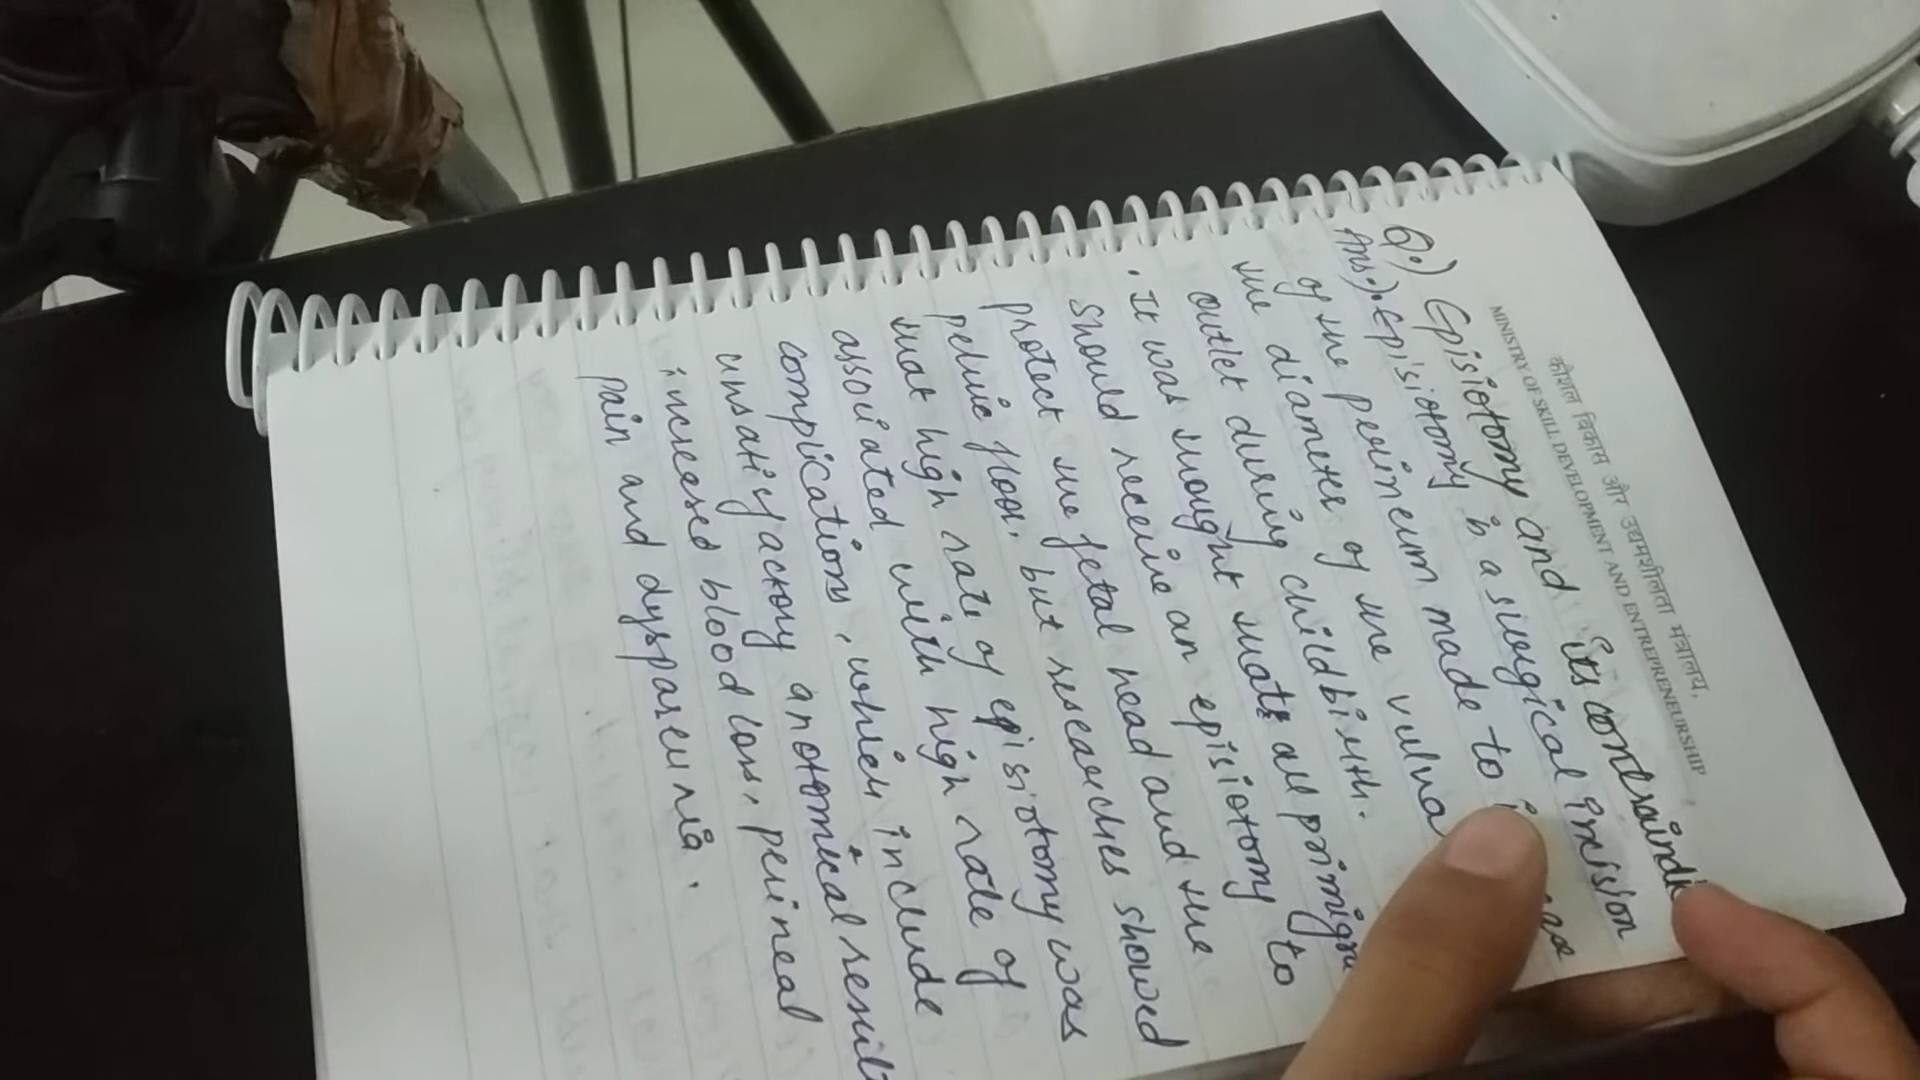 कौशल विकास और उद्यमशीलता मंत्रालय,
MINISTRY OF SKILL DEVELOPMENT AND ENTREPRENEURSHIP
Q.) Episiotomy and its contraindi
Ans.). Episiotomy is a surgical incision
of the perineum made to
the diameter of the vulva
outlet during childbirth.
. It was thought thats all primigra
should receive an episiotomy to
protect the fetal head and the
pelvic floor, but researches showed
that high rate of episiotomy was
associated with high rate of
complications, which include
unsatisfactory anotomical result
increased blood loss, perineal
pain and dyspareunia.